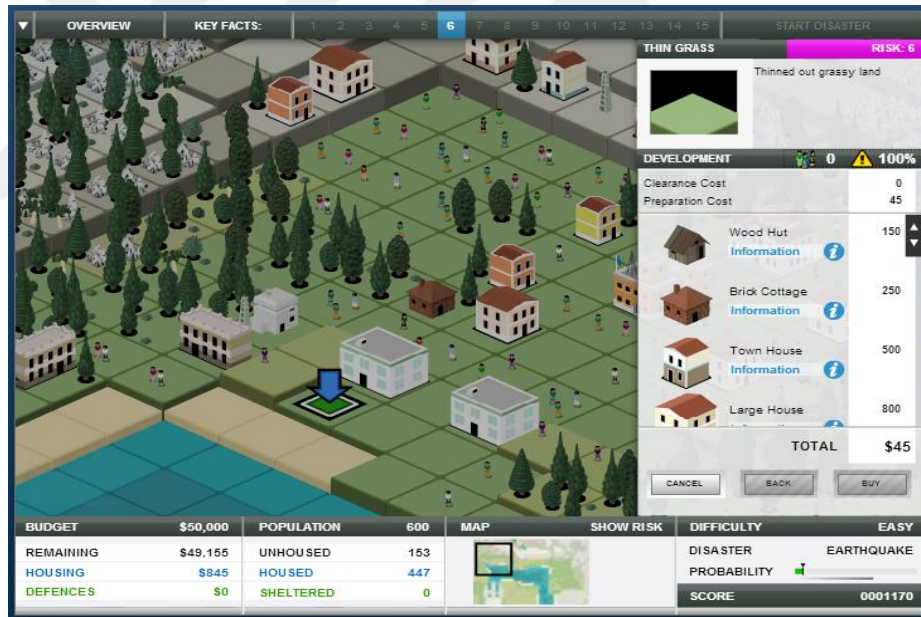 OVERVIEW KEY FACTS: 1 2 3 4 5 6 7 8 9 10 11 12 13 14 15 START DISASTER
THIN GRASS RISK: 6
Thinned out grassy land
DEVELOPMENT 0 100%
Clearance Cost 0
Preparation Cost 45
Wood Hut 150
Information i
Brick Cottage 250
Information i
Town House 500
Information i
Large House 800
TOTAL $45
CANCEL BACK BUY
BUDGET $50,000 POPULATION 600 MAP SHOW RISK DIFFICULTY EASY
REMAINING $49,155 UNHOUSED 153 DISASTER EARTHQUAKE
HOUSING $845 HOUSED 447 PROBABILITY
DEFENCES $0 SHELTERED 0 SCORE 0001170